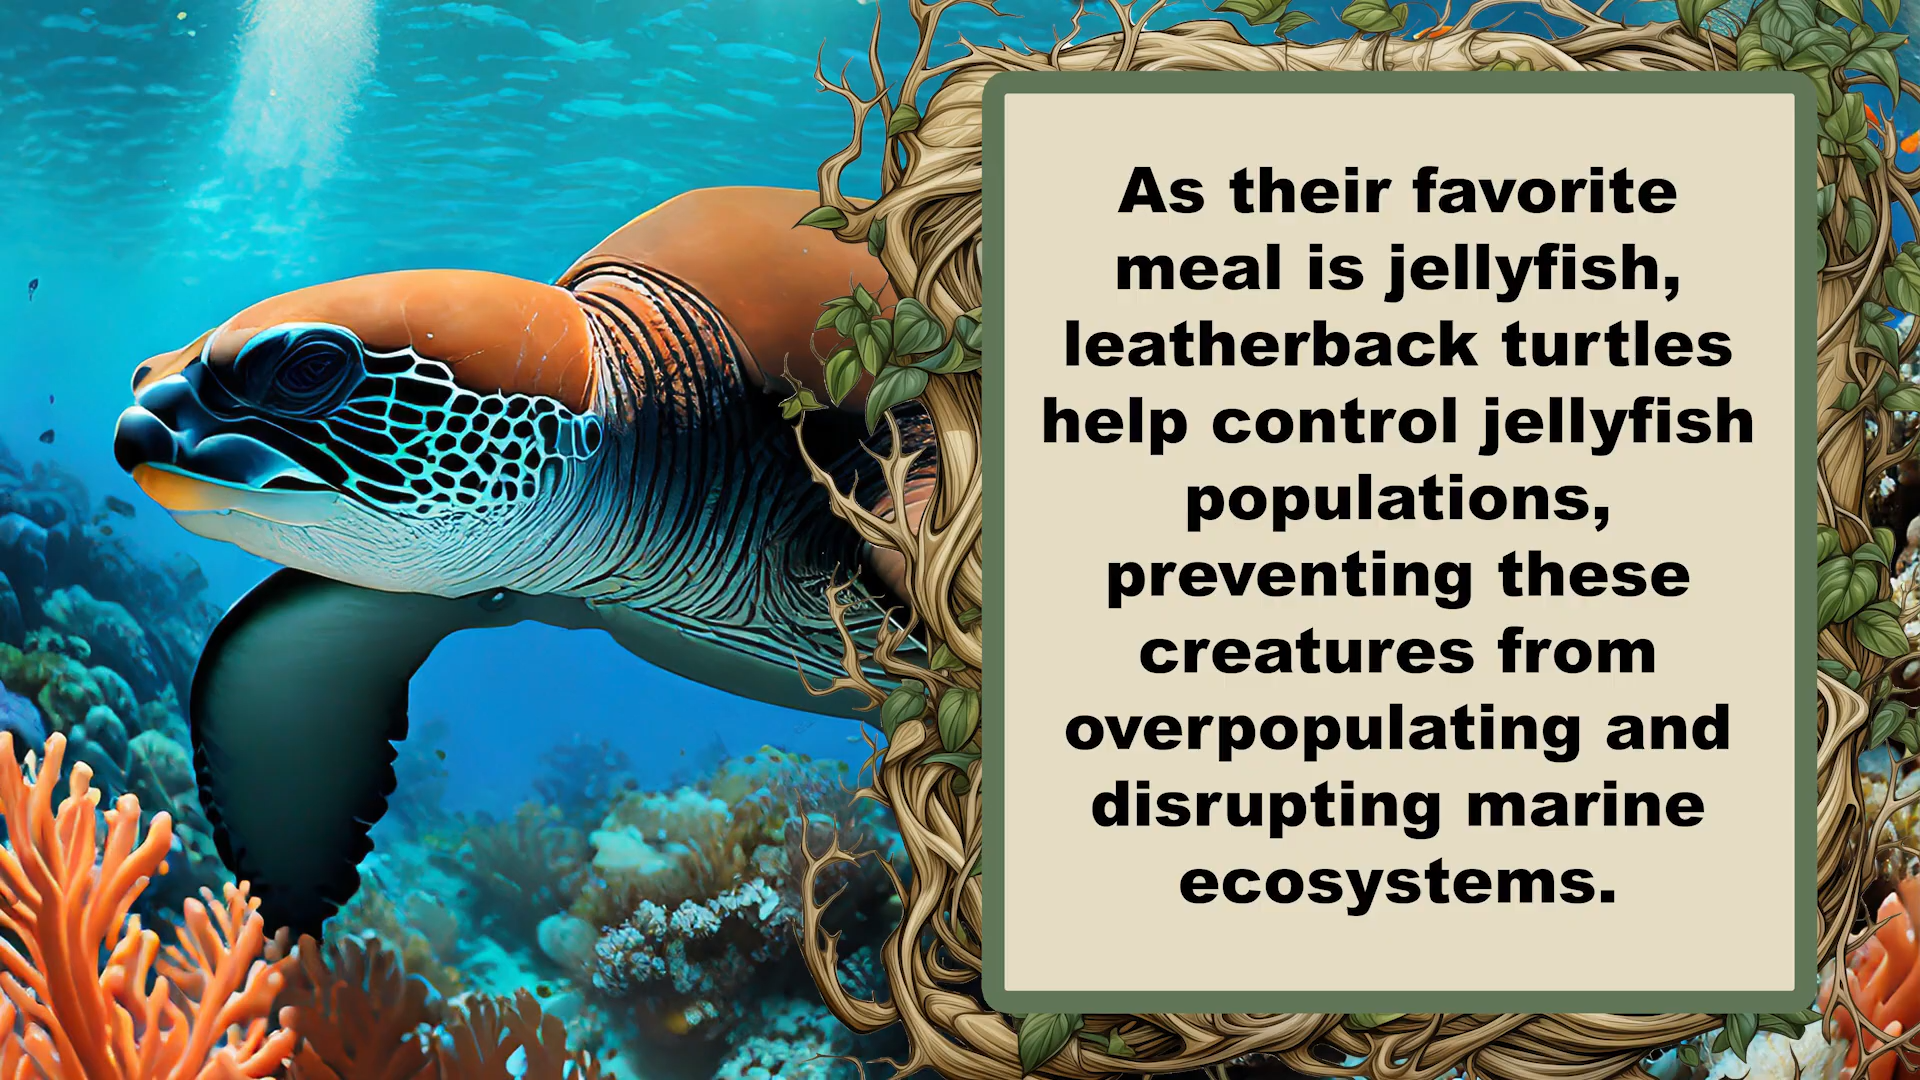 As their favorite
meal is jellyfish,
leatherback turtles
help control jellyfish
populations,
preventing these
creatures from
overpopulating and
disrupting marine
ecosystems.